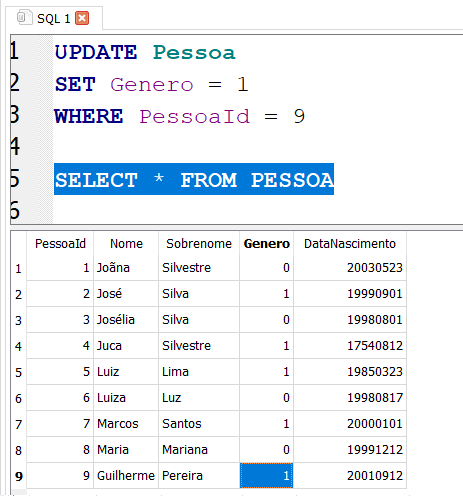 SQL 1
1 UPDATE Pessoa
2 SET Genero = 1
3 WHERE PessoaId = 9
4
5 SELECT * FROM PESSOA
6
PessoaId Nome Sobrenome Genero DataNascimento
1 1 Joãna Silvestre 0 20030523
2 2 José Silva 1 19990901
3 3 Josélia Silva 0 19980801
4 4 Juca Silvestre 1 17540812
5 5 Luiz Lima 1 19850323
6 6 Luiza Luz 0 19980817
7 7 Marcos Santos 1 20000101
8 8 Maria Mariana 0 19991212
9 9 Guilherme Pereira 1 20010912